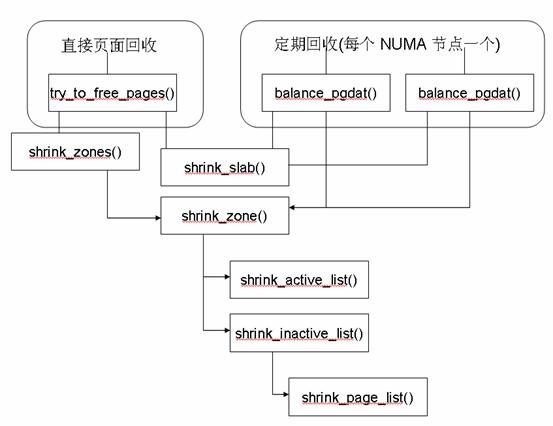 直接页面回收
定期回收(每个 NUMA 节点一个)
try_to_free_pages()
balance_pgdat()
balance_pgdat()
shrink_zones()
shrink_slab()
shrink_zone()
shrink_active_list()
shrink_inactive_list()
shrink_page_list()